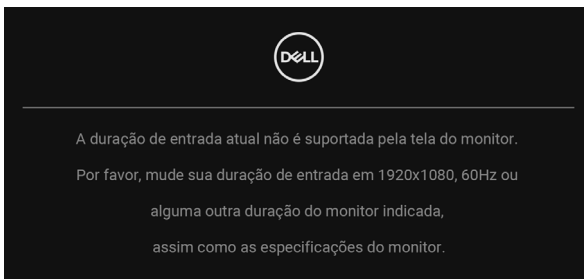 DELL
A duração de entrada atual não é suportada pela tela do monitor.
Por favor, mude sua duração de entrada em 1920x1080, 60Hz ou
alguma outra duração do monitor indicada,
assim como as especificações do monitor.